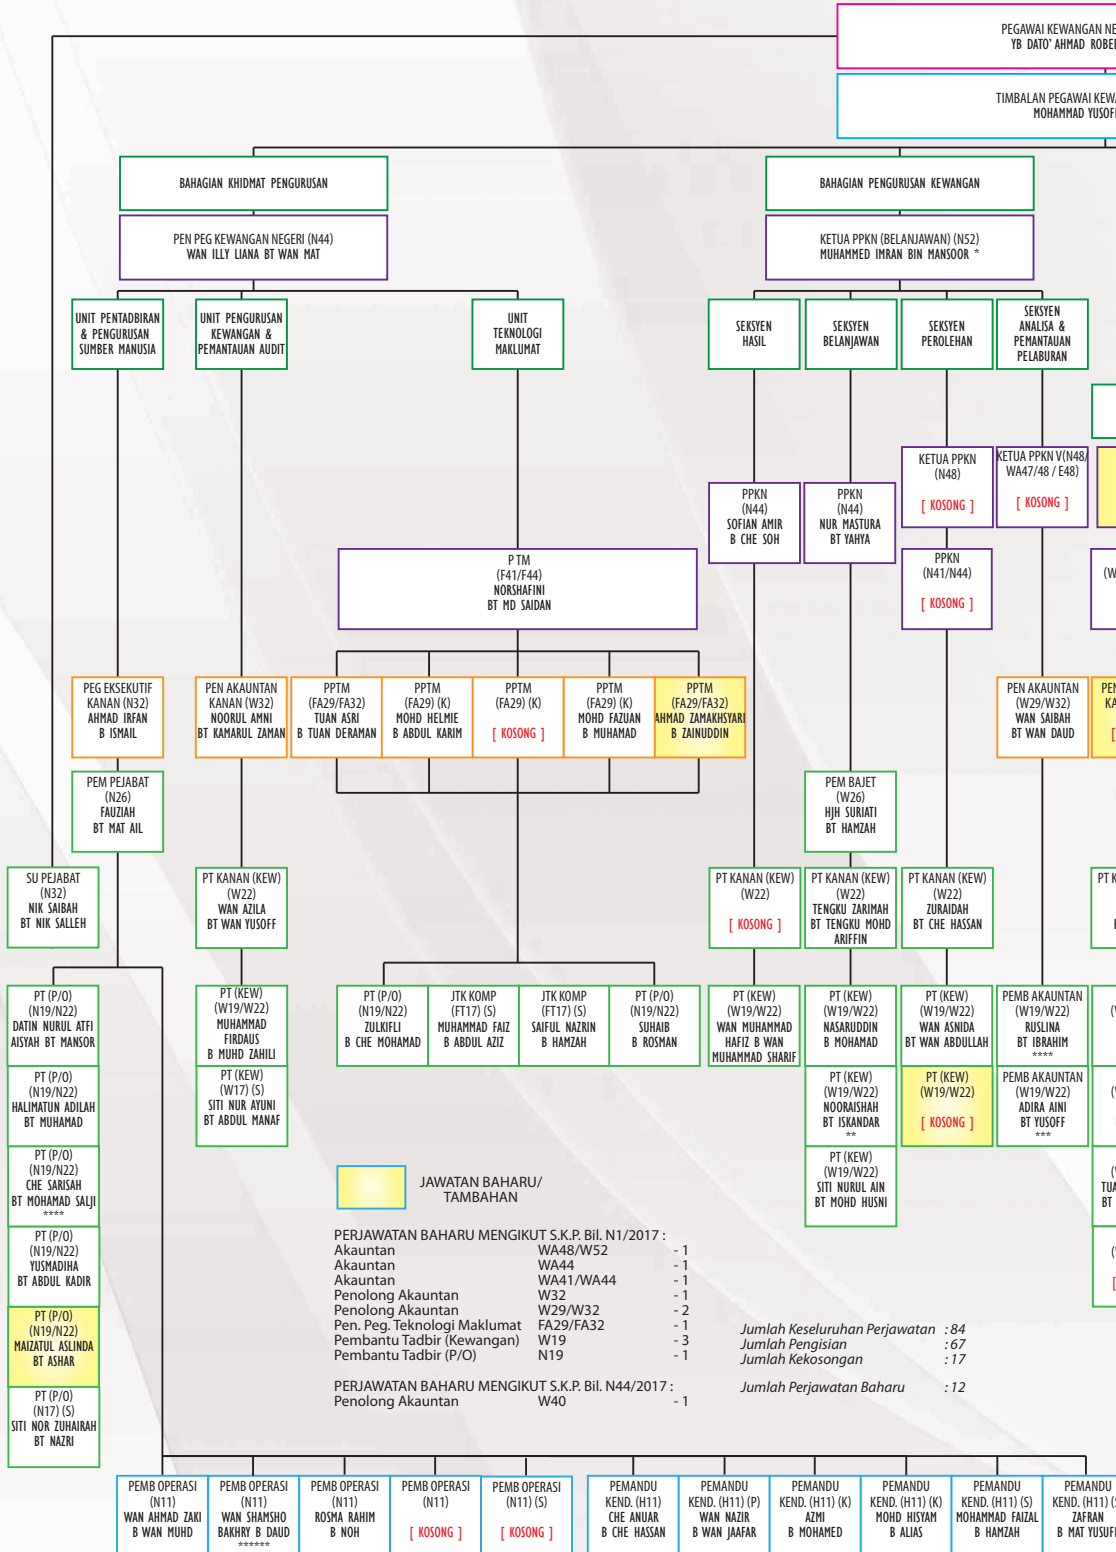 PEGAWAI KEWANGAN NE
YB DATO' AHMAD ROBE
TIMBALAN PEGAWAI KEW
MOHAMMAD YUSOF
BAHAGIAN KHIDMAT PENGURUSAN
PEN PEG KEWANGAN NEGERI (N44)
WAN ILLY LIANA BT WAN MAT
BAHAGIAN PENGURUSAN KEWANGAN
KETUA PPKN (BELANJAWAN) (N52)
MUHAMMED IMRAN BIN MANSOOR *
UNIT PENTADBIRAN
& PENGURUSAN
SUMBER MANUSIA
UNIT PENGURUSAN
KEWANGAN &
PEMANTAUAN AUDIT
UNIT
TEKNOLOGI
MAKLUMAT
SEKSYEN
HASIL
SEKSYEN
BELANJAWAN
SEKSYEN
PEROLEHAN
SEKSYEN
ANALISA &
PEMANTAUAN
PELABURAN
KETUA PPKN
(N48)
[ KOSONG ]
KETUA PPKN V(N48/
WA47/48 / E48)
[ KOSONG ]
PPKN
(N44)
SOFIAN AMIR
B CHE SOH
PPKN
(N44)
NUR MASTURA
BT YAHYA
PPKN
(N41/N44)
[ KOSONG ]
(W
P TM
(F41/F44)
NORSHAFINI
BT MD SAIDAN
PEG EKSEKUTIF
KANAN (N32)
AHMAD IRFAN
B ISMAIL
PEN AKAUNTAN
KANAN (W32)
NOORUL AMNI
BT KAMARUL ZAMAN
PPTM
(FA29/FA32)
TUAN ASRI
B TUAN DERAMAN
PPTM
(FA29) (K)
MOHD HELMIE
B ABDUL KARIM
PPTM
(FA29) (K)
[ KOSONG ]
PPTM
(FA29) (K)
MOHD FAZUAN
B MUHAMAD
PPTM
(FA29/FA32)
AHMAD ZAMAKHSYARI
B ZAINUDDIN
PEN AKAUNTAN
(W29/W32)
WAN SAIBAH
BT WAN DAUD
PEN
KA
[
PEM PEJABAT
(N26)
FAUZIAH
BT MAT AIL
PEM BAJET
(W26)
HJH SURIATI
BT HAMZAH
SU PEJABAT
(N32)
NIK SAIBAH
BT NIK SALLEH
PT KANAN (KEW)
(W22)
WAN AZILA
BT WAN YUSOFF
PT KANAN (KEW)
(W22)
[ KOSONG ]
PT KANAN (KEW)
(W22)
TENGKU ZARIMAH
BT TENGKU MOHD
ARIFFIN
PT KANAN (KEW)
(W22)
ZURAIDAH
BT CHE HASSAN
PT K
PT (P/O)
(N19/N22)
DATIN NURUL ATFI
AISYAH BT MANSOR
PT (KEW)
(W19/W22)
MUHAMMAD
FIRDAUS
B MUHD ZAHILI
PT (P/O)
(N19/N22)
ZULKIFLI
B CHE MOHAMAD
JTK KOMP
(FT17) (S)
MUHAMMAD FAIZ
B ABDUL AZIZ
JTK KOMP
(FT17) (S)
SAIFUL NAZRIN
B HAMZAH
PT (P/O)
(N19/N22)
SUHAIB
B ROSMAN
PT (KEW)
(W19/W22)
WAN MUHAMMAD
HAFIZ B WAN
MUHAMMAD SHARIF
PT (KEW)
(W19/W22)
NASARUDDIN
B MOHAMAD
PT (KEW)
(W19/W22)
WAN ASNIDA
BT WAN ABDULLAH
PEMB AKAUNTAN
(W19/W22)
RUSLINA
BT IBRAHIM
****
PT (P/O)
(N19/N22)
HALIMATUN ADILAH
BT MUHAMAD
PT (KEW)
(W17) (S)
SITI NUR AYUNI
BT ABDUL MANAF
PT (KEW)
(W19/W22)
NOORAISHAH
BT ISKANDAR
**
PT (KEW)
(W19/W22)
[ KOSONG ]
PEMB AKAUNTAN
(W19/W22)
ADIRA AINI
BT YUSOFF
***
PT (P/O)
(N19/N22)
CHE SARISAH
BT MOHAMAD SALJI
****
PT (KEW)
(W19/W22)
SITI NURUL AIN
BT MOHD HUSNI
TUA
BT
PT (P/O)
(N19/N22)
YUSMADIHA
BT ABDUL KADIR
PT (P/O)
(N19/N22)
MAIZATUL ASLINDA
BT ASHAR
PT (P/O)
(N17) (S)
SITI NOR ZUHAIRAH
BT NAZRI
JAWATAN BAHARU/
TAMBAHAN
PERJAWATAN BAHARU MENGIKUT S.K.P. Bil. N1/2017 :
Akauntan WA48/W52 - 1
Akauntan WA44 - 1
Akauntan WA41/WA44 - 1
Penolong Akauntan W32 - 1
Penolong Akauntan W29/W32 - 2
Pen. Peg. Teknologi Maklumat FA29/FA32 - 1
Pembantu Tadbir (Kewangan) W19 - 3
Pembantu Tadbir (P/O) N19 - 1
PERJAWATAN BAHARU MENGIKUT S.K.P. Bil. N44/2017 :
Penolong Akauntan W40 - 1
Jumlah Keseluruhan Perjawatan : 84
Jumlah Pengisian : 67
Jumlah Kekosongan : 17
Jumlah Perjawatan Baharu : 12
PEMB OPERASI
(N11)
WAN AHMAD ZAKI
B WAN MUHD
PEMB OPERASI
(N11)
WAN SHAMSHO
BAKHRY B DAUD
******
PEMB OPERASI
(N11)
ROSMA RAHIM
B NOH
PEMB OPERASI
(N11)
[ KOSONG ]
PEMB OPERASI
(N11) (S)
[ KOSONG ]
PEMANDU
KEND. (H11)
CHE ANUAR
B CHE HASSAN
PEMANDU
KEND. (H11) (P)
WAN NAZIR
B WAN JAAFAR
PEMANDU
KEND. (H11) (K)
AZMI
B MOHAMED
PEMANDU
KEND. (H11) (K)
MOHD HISYAM
B ALIAS
PEMANDU
KEND. (H11) (S)
MOHAMMAD FAIZAL
B HAMZAH
PEMANDU
KEND. (H11) (S
ZAFRAN
B MAT YUSUF